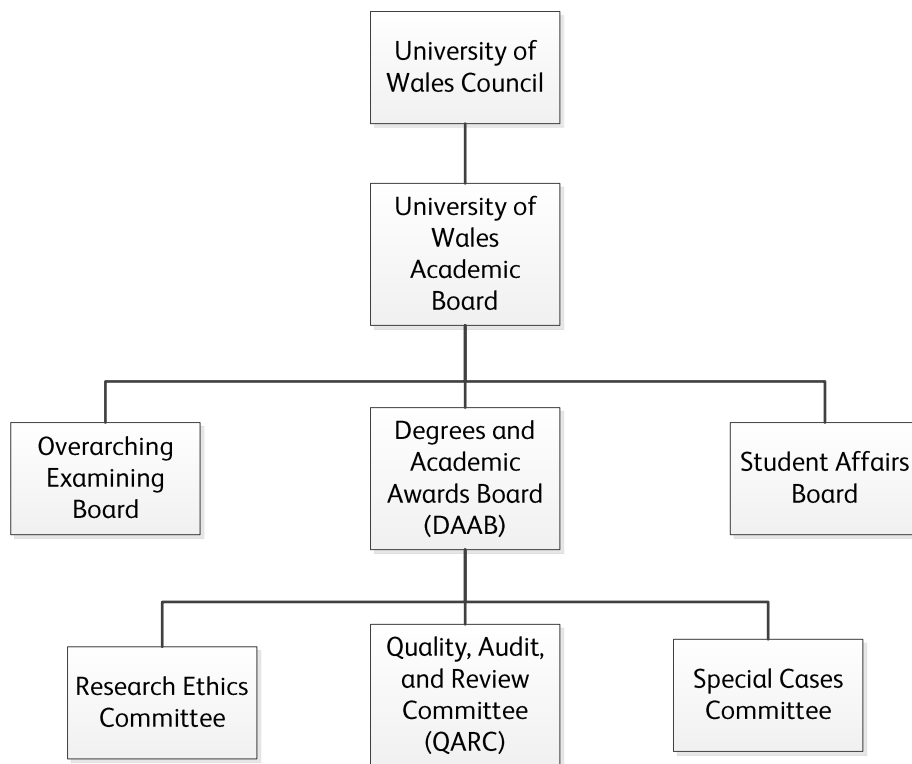 University of
Wales Council
University of
Wales
Academic
Board
Overarching
Examining
Board
Degrees and
Academic
Awards Board
(DAAB)
Student Affairs
Board
Research Ethics
Committee
Quality, Audit,
and Review
Committee
(QARC)
Special Cases
Committee